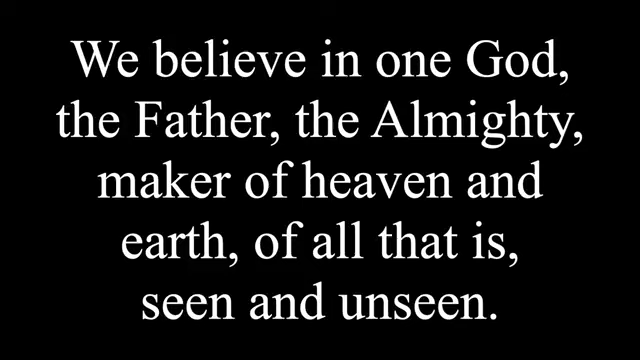 We believe in one God,
the Father, the Almighty,
maker of heaven and
earth, of all that is,
seen and unseen.